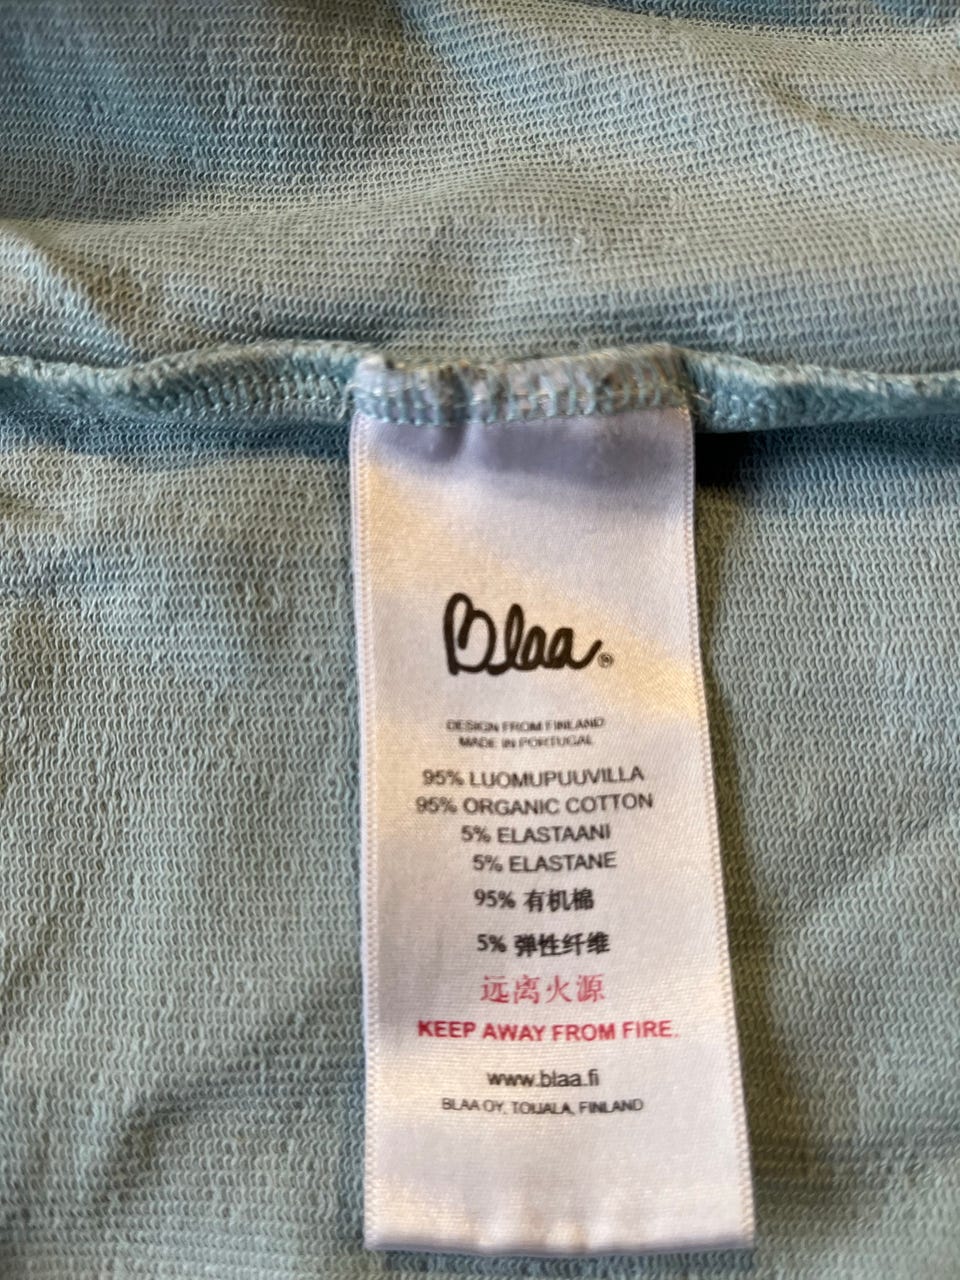 Blaa®
DESIGN FROM FINLAND
MADE IN PORTUGAL
95% LUOMUPUUVILLA
95% ORGANIC COTTON
5% ELASTAANI
5% ELASTANE
95% 有机棉
5% 弹性纤维
远离火源
KEEP AWAY FROM FIRE.
www.blaa.fi
BLAA OY, TOIJALA, FINLAND